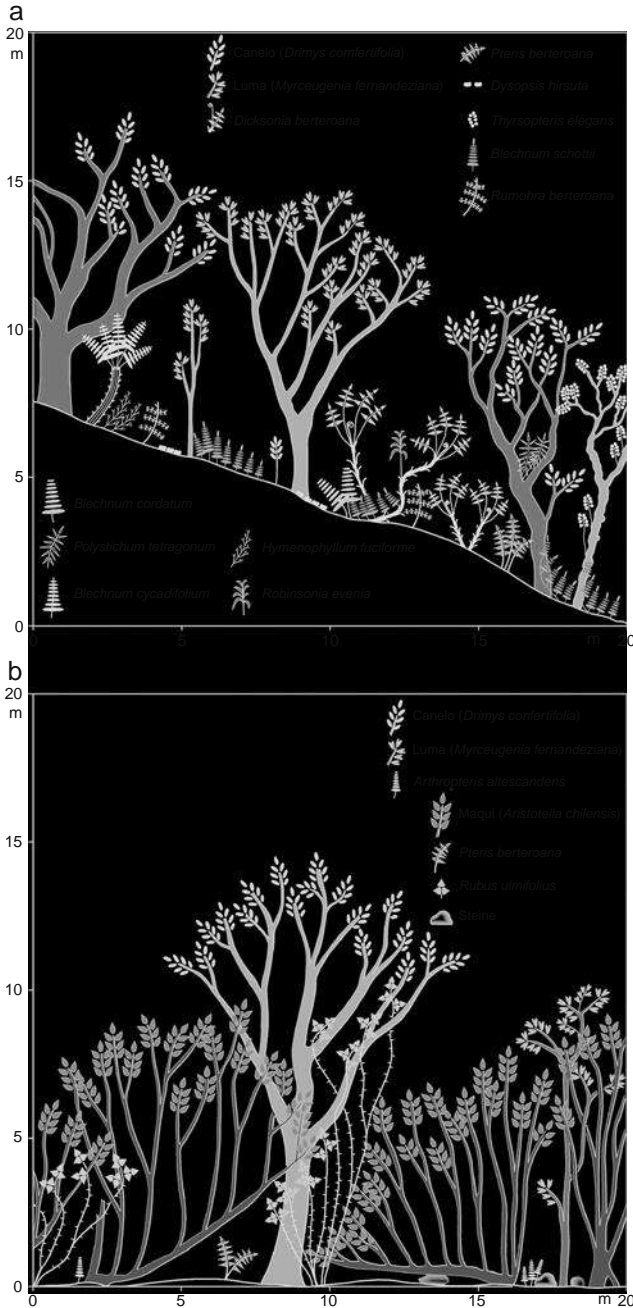 a
20
m
Canelo (Drimys confertifolia)
Luma (Myrceugenia fernandeziana)
Dicksonia berteroana
Pteris berteroana
Dysopsis hirsuta
Thyrsopteris elegans
Blechnum schottii
Rumohra berteroana
15
10
5
Blechnum cordatum
Polystichum tetragonum
Blechnum cycadifolium
Hymenophyllum fuciforme
Robinsonia evenia
0
0 5 10 15 m 20
b
20
m
Canelo (Drimys confertifolia)
Luma (Myrceugenia fernandeziana)
Arthropteris altescandens
Maqui (Aristotelia chilensis)
Pteris berteroana
Rubus ulmifolius
Steine
15
10
5
0
0 5 10 15 m 20